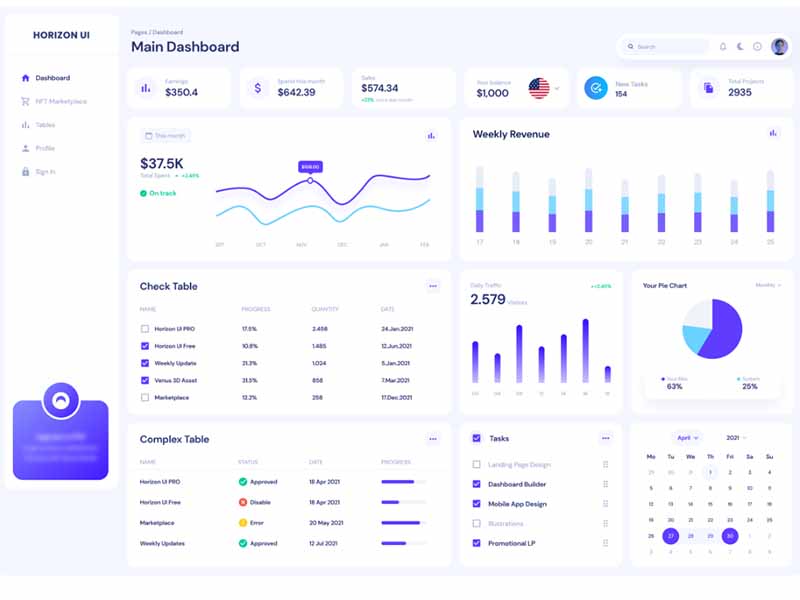 HORIZON UI
Dashboard
NFT Marketplace
Tables
Profile
Sign In
Pages / Dashboard
Main Dashboard
Search
Earnings
$350.4
Spend this month
$642.39
Sales
$574.34
+23% since last month
Your balance
$1,000
New Tasks
154
Total Projects
2935
This month
$37.5K
Total Spent +2.45%
On track
SEP OCT NOV DEC JAN FEB
Weekly Revenue
17 18 19 20 21 22 23 24 25
Check Table
NAME PROGRESS QUANTITY DATE
Horizon UI PRO 17.5% 2.458 24.Jan.2021
Horizon UI Free 10.8% 1.485 12.Jun.2021
Weekly Update 21.3% 1.024 5.Jan.2021
Venus 3D Asset 31.5% 858 7.Mar.2021
Marketplace 12.2% 258 17.Dec.2021
Daily Traffic
2.579 Visitors
+2.45%
Your Pie Chart
Monthly
Your files
63%
System
25%
Complex Table
NAME STATUS DATE PROGRESS
Horizon UI PRO Approved 18 Apr 2021
Horizon UI Free Disable 18 Apr 2021
Marketplace Error 20 May 2021
Weekly Updates Approved 12 Jul 2021
Tasks
Landing Page Design
Dashboard Builder
Mobile App Design
Illustrations
Promotional LP
April 2021
Mo Tu We Th Fri Sa Su
29 30 31 1 2 3 4
5 6 7 8 9 10 11
12 13 14 15 16 17 18
19 20 21 22 23 24 25
26 27 28 29 30 1 2
3 4 5 6 7 8 9